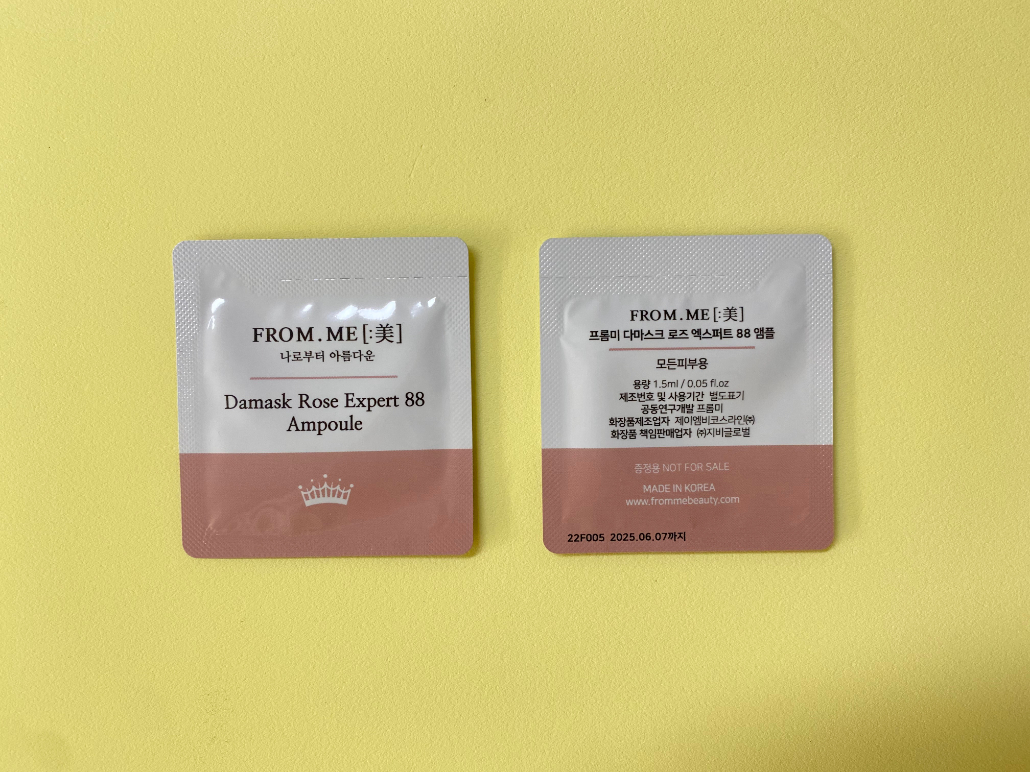 FROM.ME[:美]
나로부터 아름다운
Damask Rose Expert 88
Ampoule
FROM.ME[:美]
프롬미 다마스크 로즈 엑스퍼트 88 앰플
모든피부용
용량 1.5ml / 0.05 fl.oz
제조번호 및 사용기간 별도표기
공동연구개발 프롬미
화장품제조업자 제이엠비코스라인㈜
화장품 책임판매업자 ㈜지비글로벌
증정용 NOT FOR SALE
MADE IN KOREA
www.frommebeauty.com
22F005 2025.06.07까지